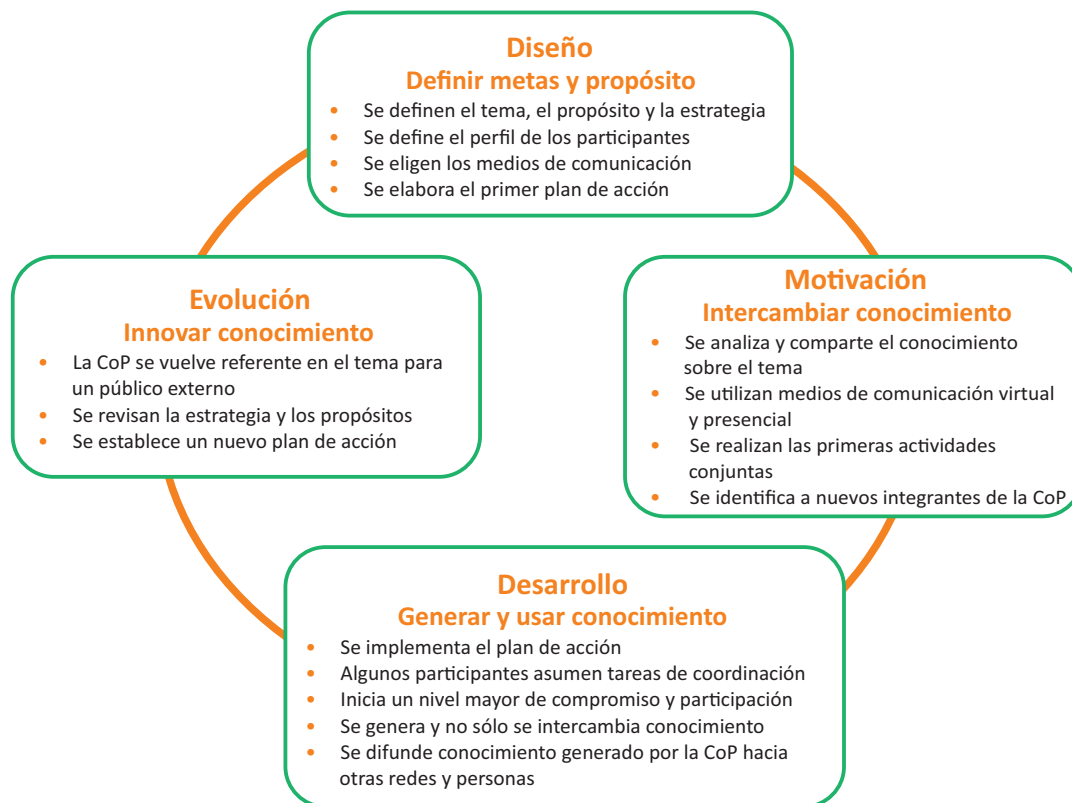 Diseño
Definir metas y propósito
• Se definen el tema, el propósito y la estrategia
• Se define el perfil de los participantes
• Se eligen los medios de comunicación
• Se elabora el primer plan de acción
Motivación
Intercambiar conocimiento
• Se analiza y comparte el conocimiento
sobre el tema
• Se utilizan medios de comunicación virtual
y presencial
• Se realizan las primeras actividades
conjuntas
• Se identifica a nuevos integrantes de la CoP
Desarrollo
Generar y usar conocimiento
• Se implementa el plan de acción
• Algunos participantes asumen tareas de coordinación
• Inicia un nivel mayor de compromiso y participación
• Se genera y no sólo se intercambia conocimiento
• Se difunde conocimiento generado por la CoP hacia
otras redes y personas
Evolución
Innovar conocimiento
• La CoP se vuelve referente en el tema para
un público externo
• Se revisan la estrategia y los propósitos
• Se establece un nuevo plan de acción